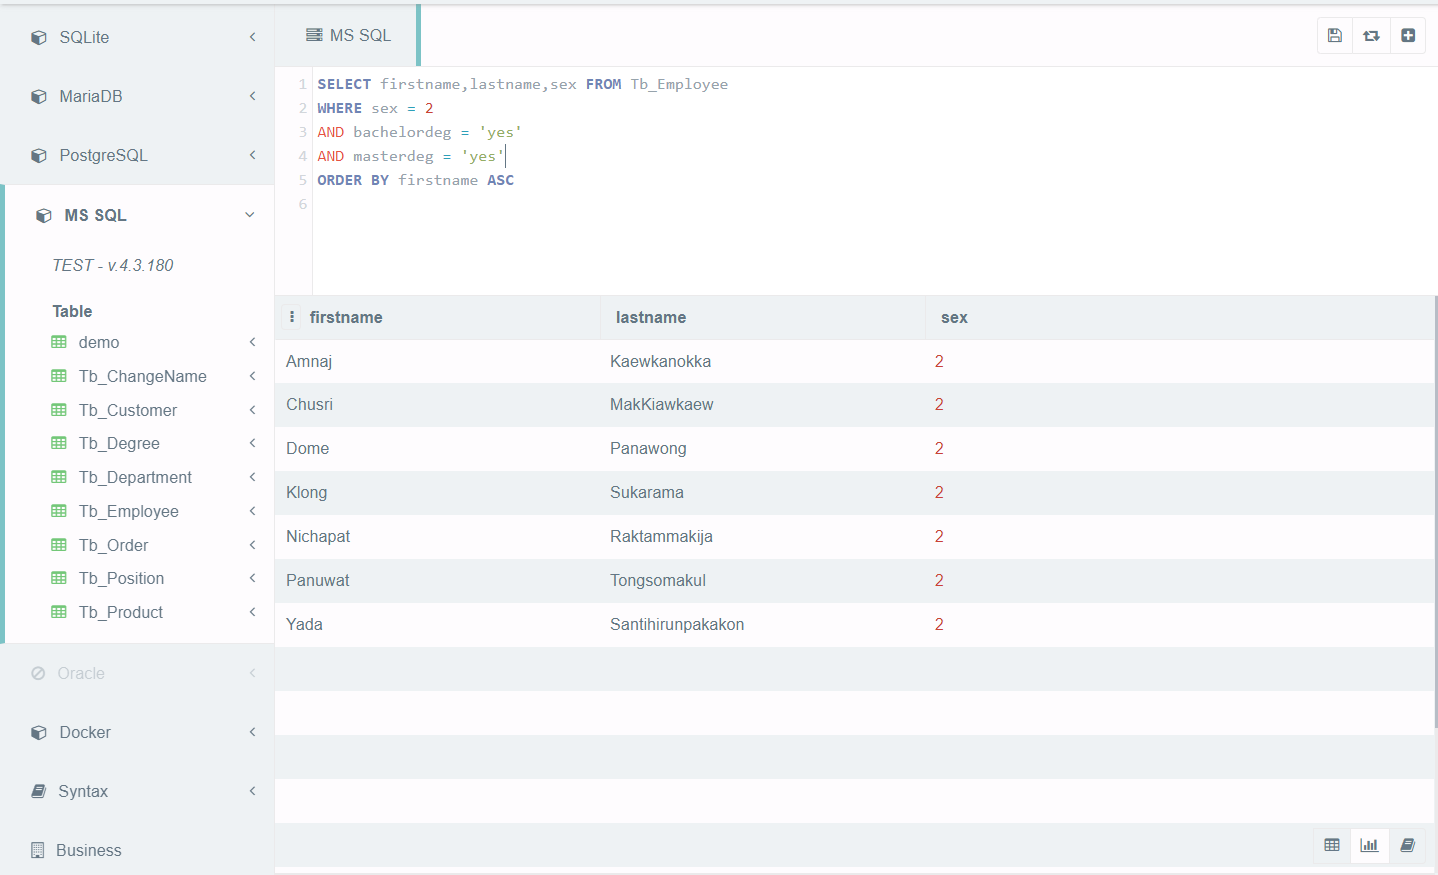 SQLite
MariaDB
PostgreSQL
MS SQL
TEST - v.4.3.180
Table
demo
Tb_ChangeName
Tb_Customer
Tb_Degree
Tb_Department
Tb_Employee
Tb_Order
Tb_Position
Tb_Product
Oracle
Docker
Syntax
Business
MS SQL
1 SELECT firstname,lastname,sex FROM Tb_Employee
2 WHERE sex = 2
3 AND bachelordeg = 'yes'
4 AND masterdeg = 'yes'
5 ORDER BY firstname ASC
6
firstname lastname sex
Amnaj Kaewkanokka 2
Chusri MakKiawkaew 2
Dome Panawong 2
Klong Sukarama 2
Nichapat Raktammakija 2
Panuwat Tongsomakul 2
Yada Santihirunpakakon 2